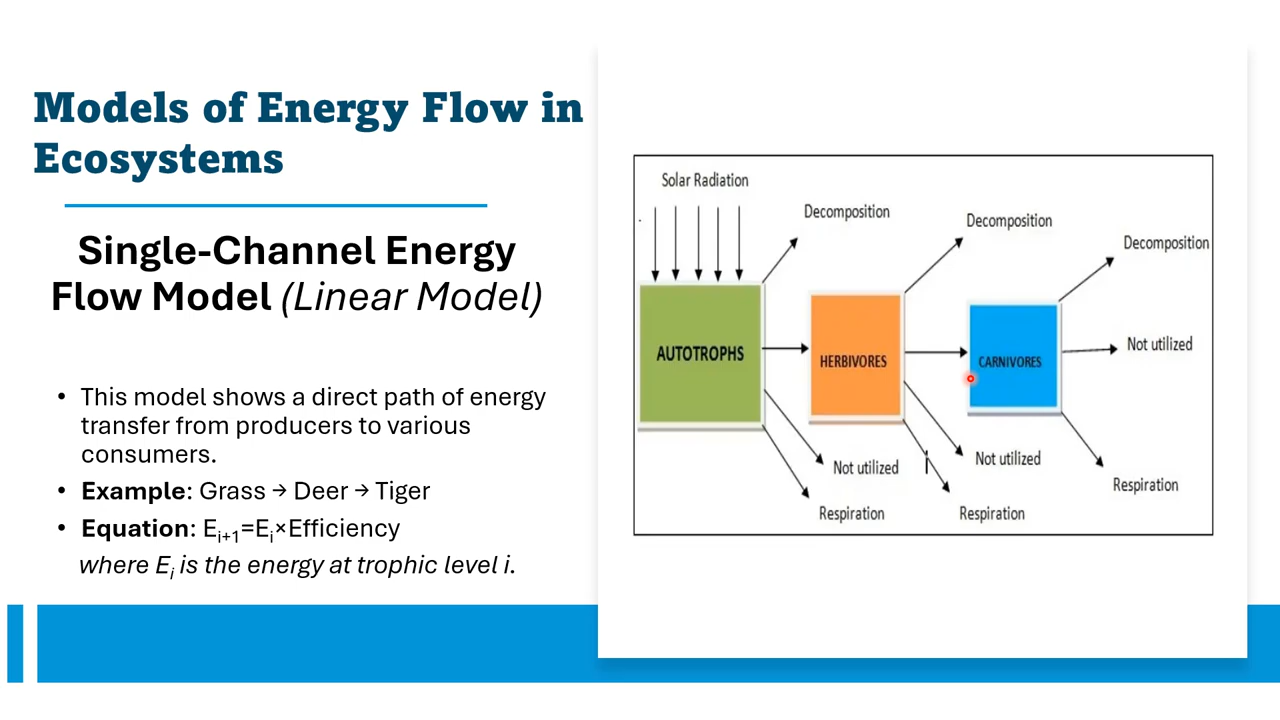 Models of Energy Flow in
Ecosystems
Single-Channel Energy
Flow Model (Linear Model)
• This model shows a direct path of energy
transfer from producers to various
consumers.
• Example: Grass → Deer → Tiger
• Equation: Eᵢ₊₁=Eᵢ×Efficiency
where Eᵢ is the energy at trophic level i.
Solar Radiation
Decomposition
Decomposition
Decomposition
AUTOTROPHS
HERBIVORES
CARNIVORES
Not utilized
Not utilized
Not utilized
Respiration
Respiration
Respiration